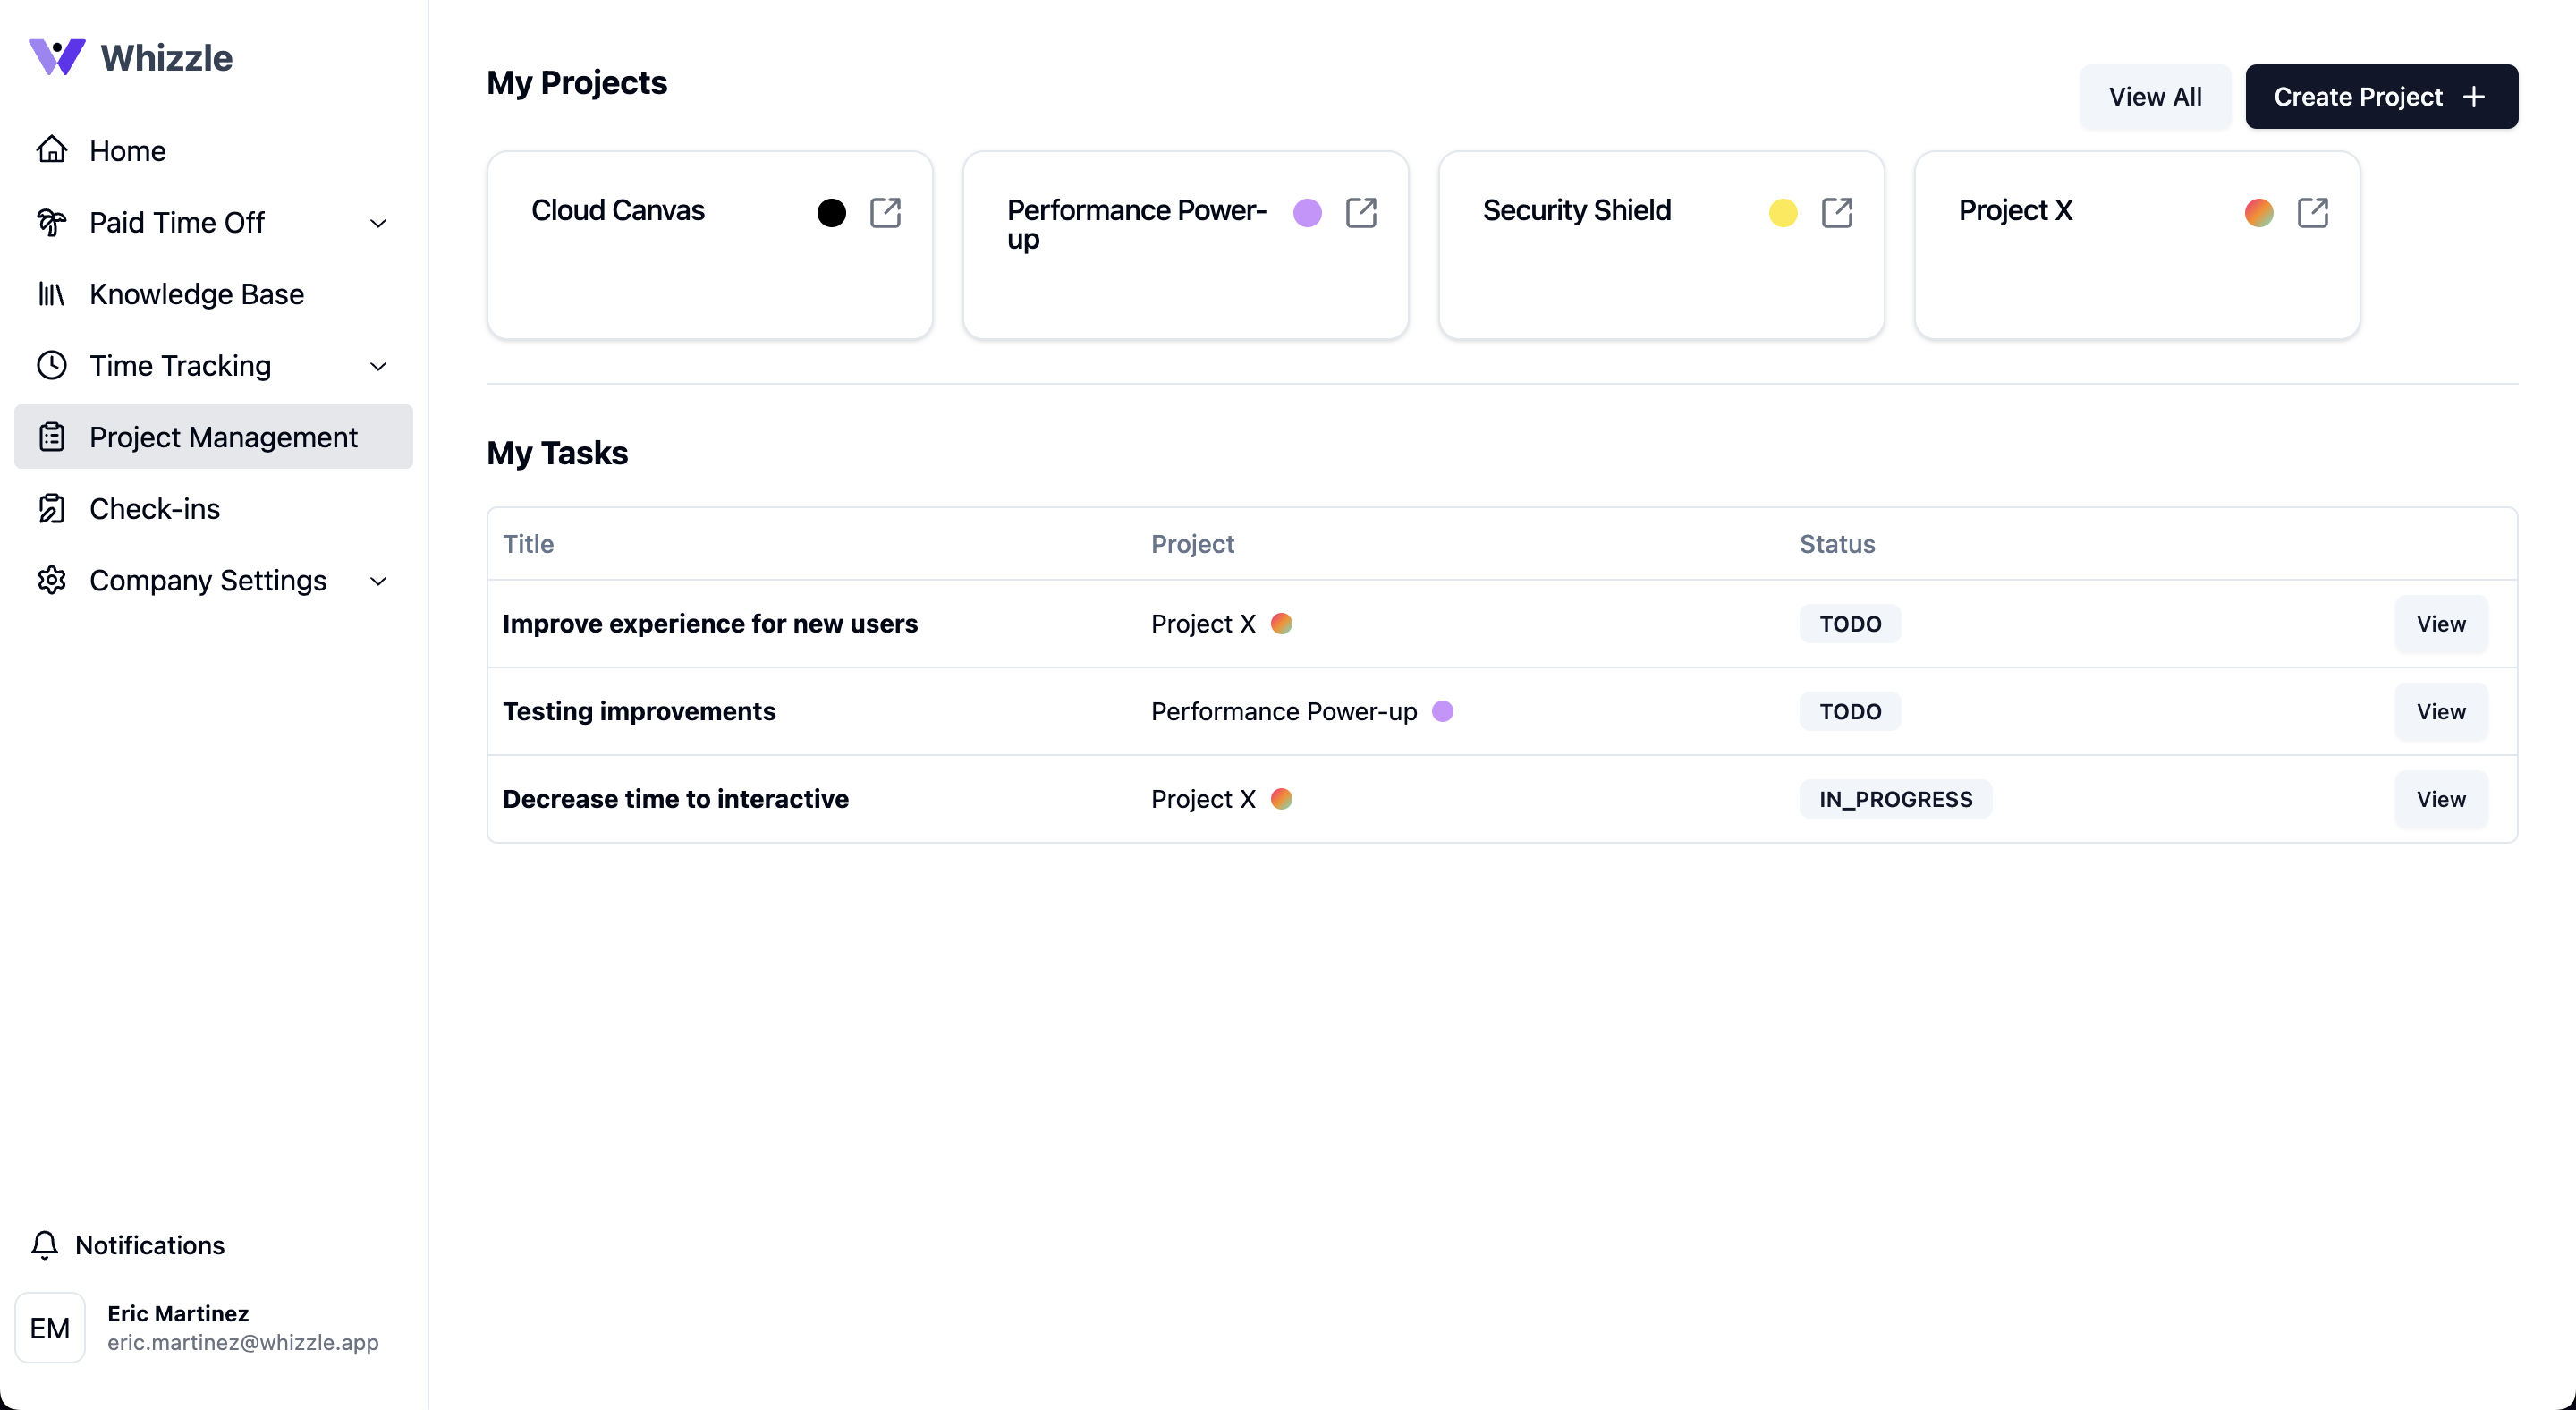 Whizzle
Home
Paid Time Off
Knowledge Base
Time Tracking
Project Management
Check-ins
Company Settings
Notifications
EM
Eric Martinez
eric.martinez@whizzle.app
My Projects
View All
Create Project
Cloud Canvas
Performance Power-
up
Security Shield
Project X
My Tasks
Title Project Status
Improve experience for new users Project X TODO View
Testing improvements Performance Power-up TODO View
Decrease time to interactive Project X IN_PROGRESS View